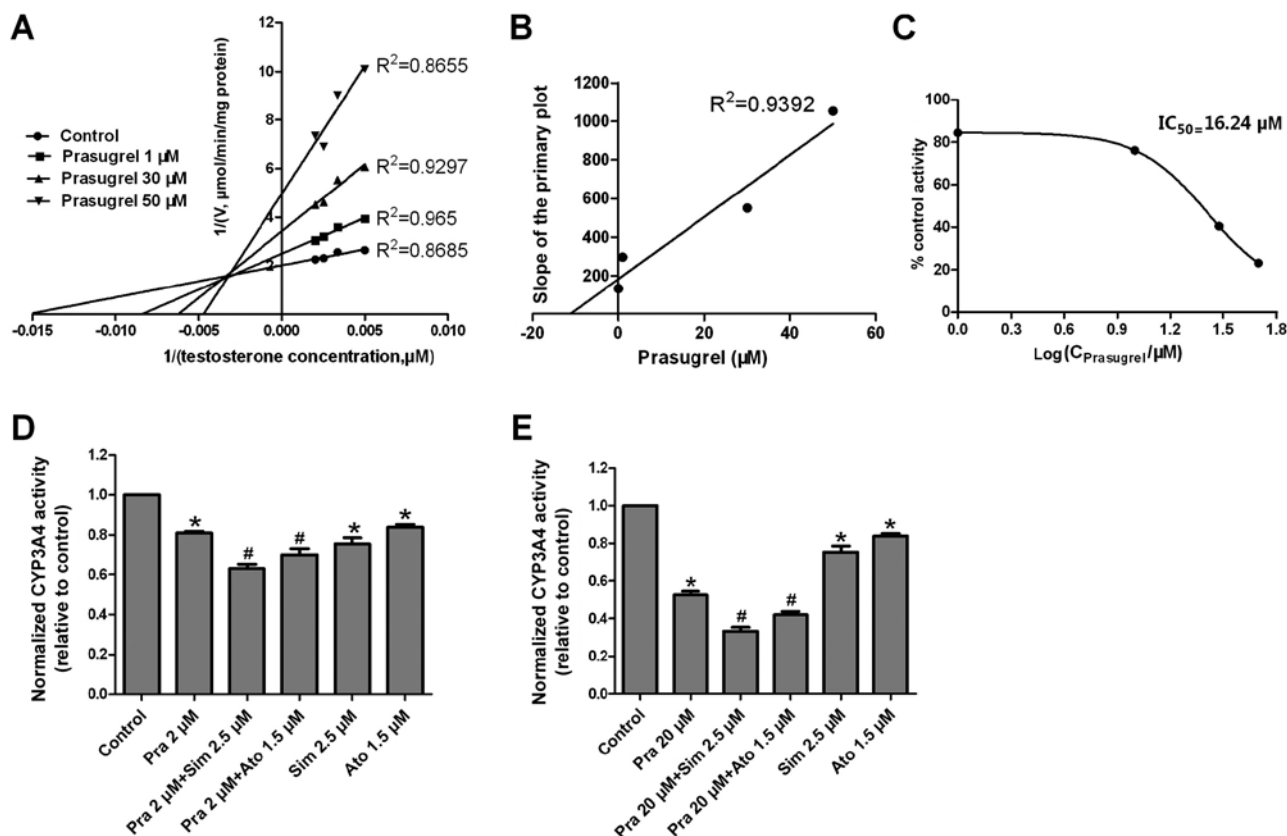 A
1/(V, µmol/min/mg protein)
12
10
8
6
4
2
R²=0.8655
R²=0.9297
R²=0.965
R²=0.8685
Control
Prasugrel 1 µM
Prasugrel 30 µM
Prasugrel 50 µM
-0.015
-0.010
-0.005
0.000
0.005
0.010
1/(testosterone concentration,µM)
B
Slope of the primary plot
1200
1000
800
600
400
200
R²=0.9392
-20
0
20
40
60
Prasugrel (µM)
C
% control activity
100
80
60
40
20
0
IC50=16.24 µM
0.0
0.3
0.6
0.9
1.2
1.5
1.8
Log(CPrasugrel/µM)
D
Normalized CYP3A4 activity
(relative to control)
1.2
1.0
0.8
0.6
0.4
0.2
0.0
*
#
#
*
*
Control
Pra 2 µM
Pra 2 µM+Sim 2.5 µM
Pra 2 µM+Ato 1.5 µM
Sim 2.5 µM
Ato 1.5 µM
E
Normalized CYP3A4 activity
(relative to control)
1.2
1.0
0.8
0.6
0.4
0.2
0.0
*
#
#
*
*
Control
Pra 20 µM
Pra 20 µM+Sim 2.5 µM
Pra 20 µM+Ato 1.5 µM
Sim 2.5 µM
Ato 1.5 µM